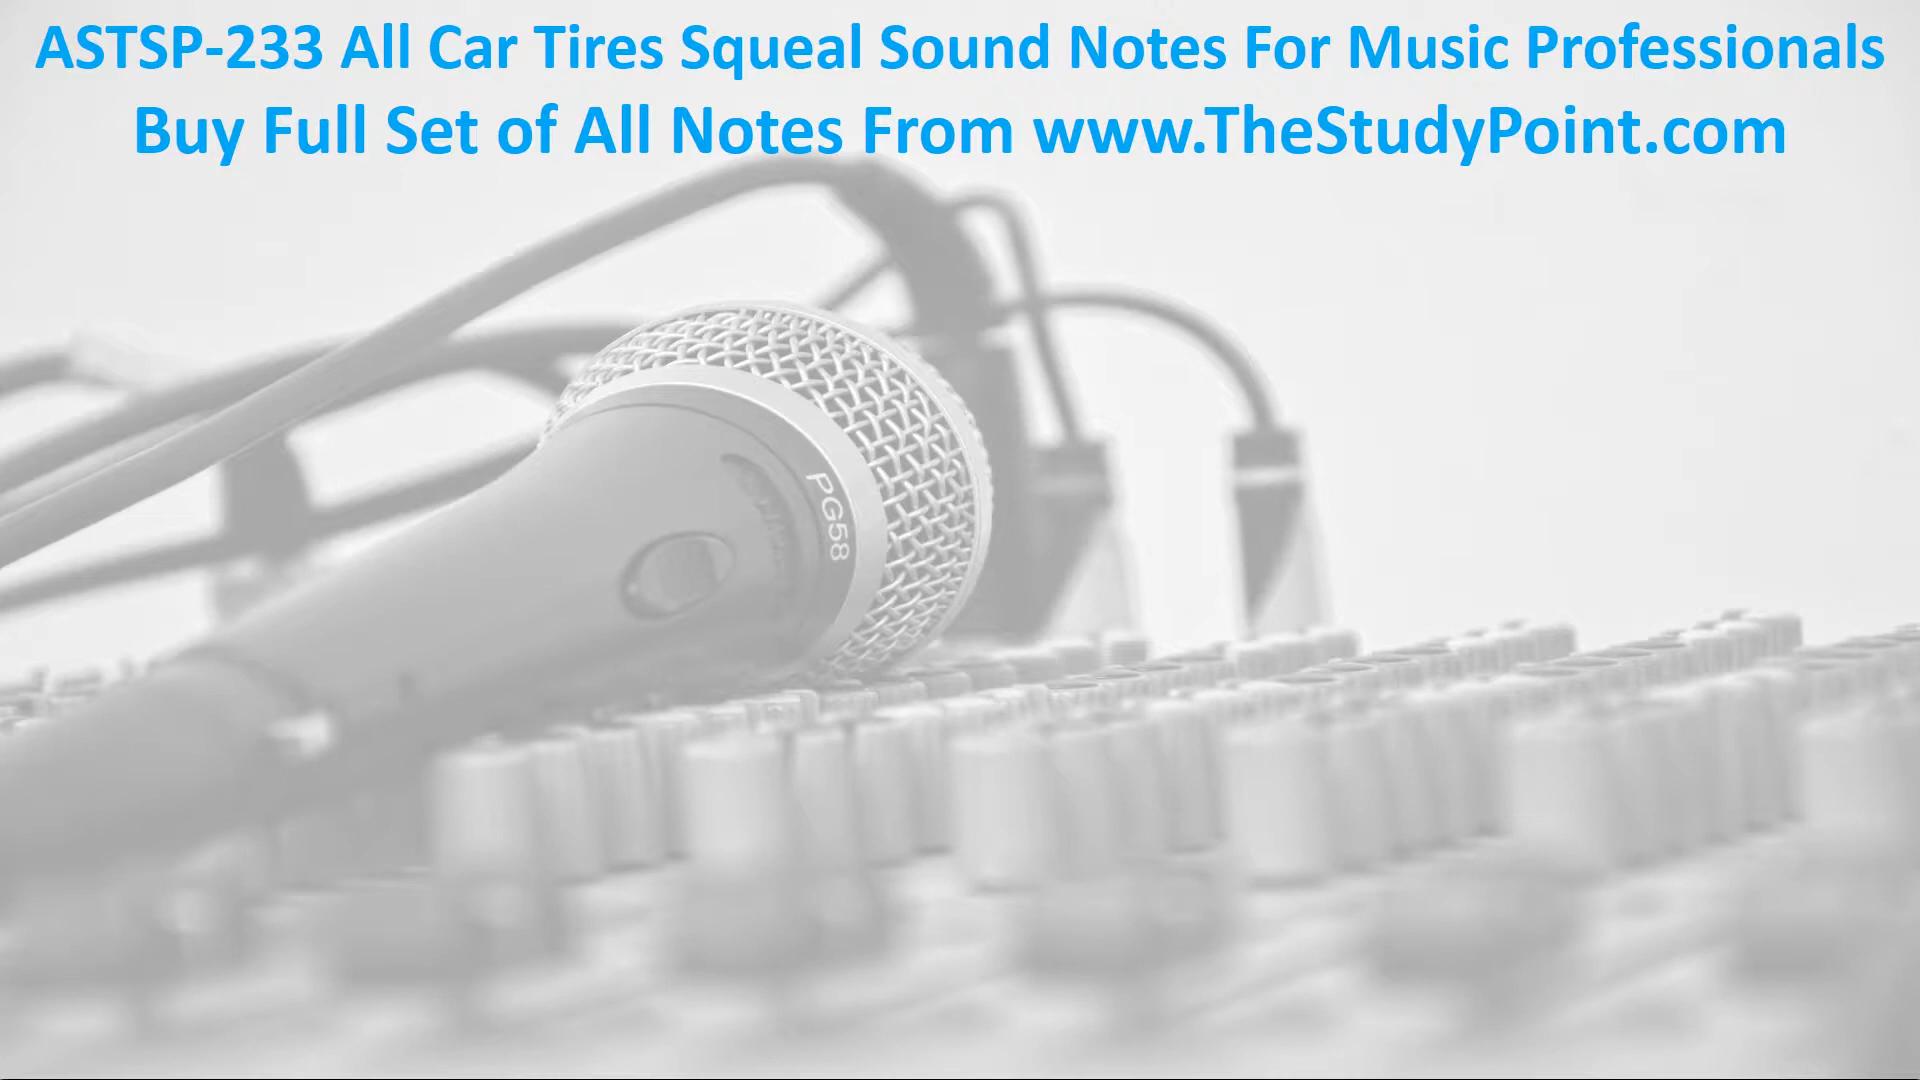 ASTSP-233 All Car Tires Squeal Sound Notes For Music Professionals
Buy Full Set of All Notes From www.TheStudyPoint.com
PG58